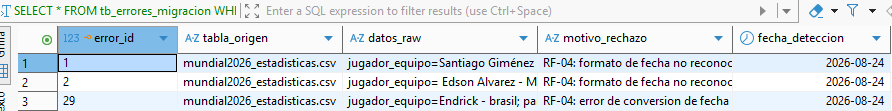 SELECT * FROM tb_errores_migracion WHI
Enter a SQL expression to filter results (use Ctrl+Space)
123 error_id A-Z tabla_origen A-Z datos_raw A-Z motivo_rechazo fecha_deteccion
1 1 mundial2026_estadisticas.csv jugador_equipo=Santiago Giménez RF-04: formato de fecha no reconoc 2026-08-24
2 2 mundial2026_estadisticas.csv jugador_equipo= Edson Alvarez - M RF-04: formato de fecha no reconoc 2026-08-24
3 29 mundial2026_estadisticas.csv jugador_equipo=Endrick - brasil; pa RF-04: error de conversion de fecha 2026-08-24